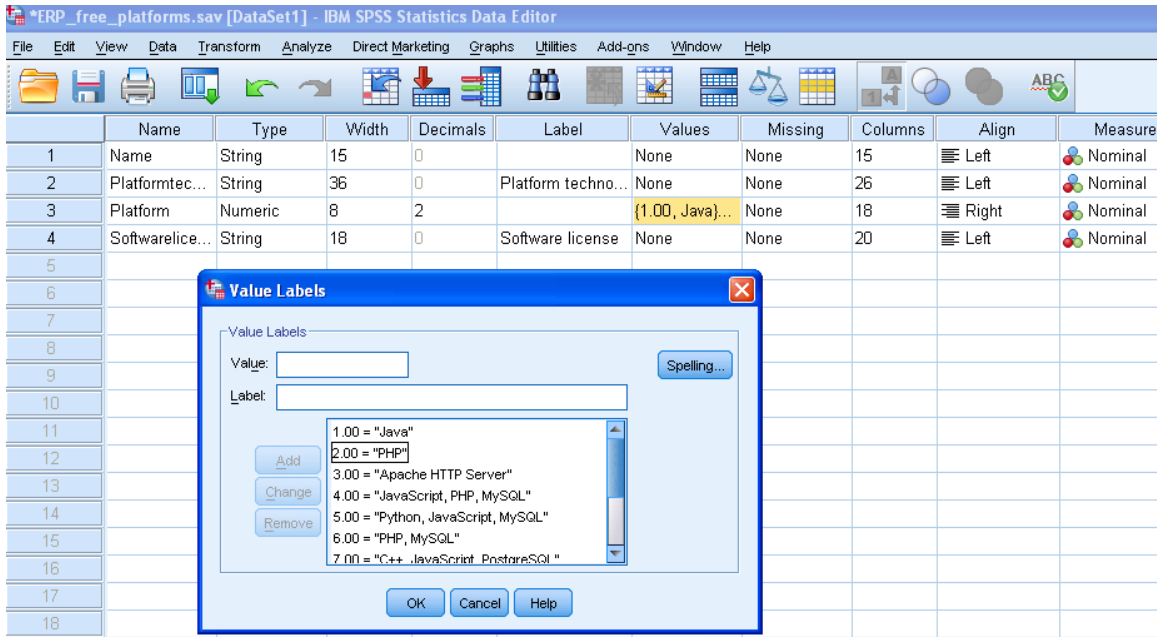 *ERP_free_platforms.sav [DataSet1] - IBM SPSS Statistics Data Editor
File Edit View Data Transform Analyze Direct Marketing Graphs Utilities Add-ons Window Help
A 1 ABC
Name Type Width Decimals Label Values Missing Columns Align Measure
1 Name String 15 0 None None 15 Left Nominal
2 Platformtec... String 36 0 Platform techno... None None 26 Left Nominal
3 Platform Numeric 8 2 {1.00, Java}... None 18 Right Nominal
4 Softwarelice... String 18 0 Software license None None 20 Left Nominal
5
6
7
8
9
10
11
12
13
14
15
16
17
18
Value Labels
Value Labels
Value:
Spelling...
Label:
1.00 = "Java"
2.00 = "PHP"
3.00 = "Apache HTTP Server"
4.00 = "JavaScript, PHP, MySQL"
5.00 = "Python, JavaScript, MySQL"
6.00 = "PHP, MySQL"
7.00 = "C++, JavaScript, PostgreSQL"
Add
Change
Remove
OK Cancel Help